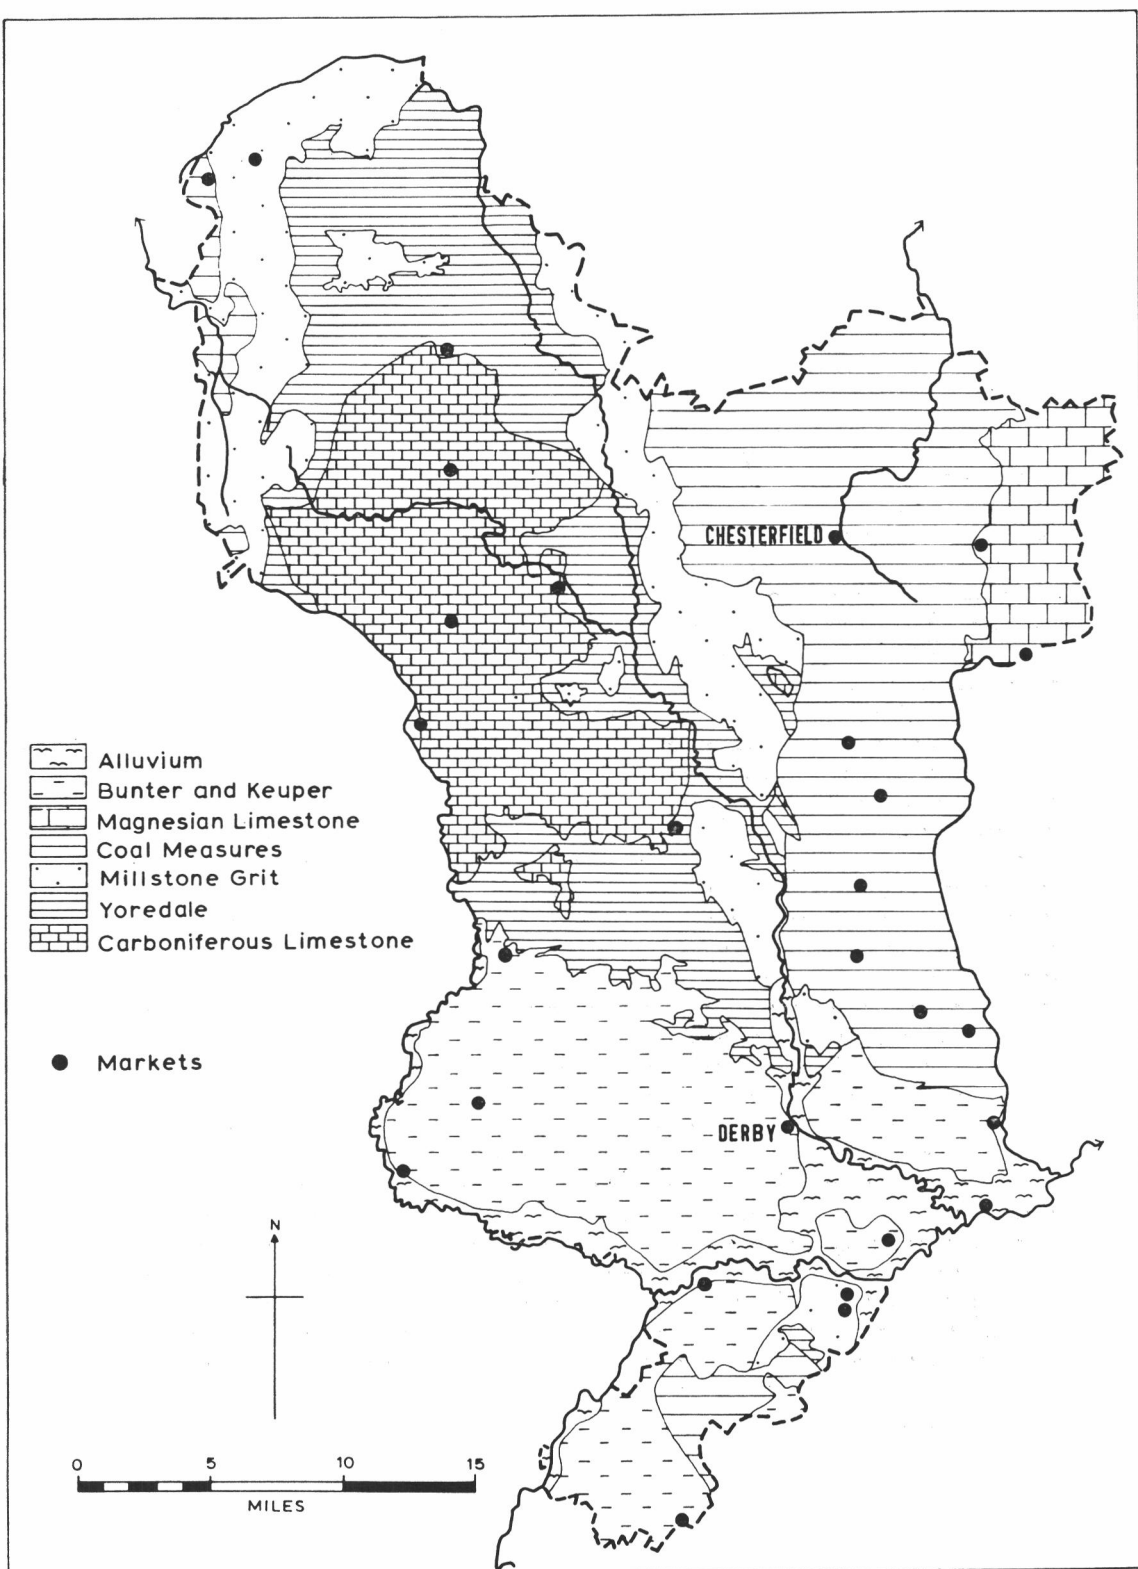 CHESTERFIELD
Alluvium
Bunter and Keuper
Magnesian Limestone
Coal Measures
Millstone Grit
Yoredale
Carboniferous Limestone
Markets
DERBY
N
0 5 10 15
MILES